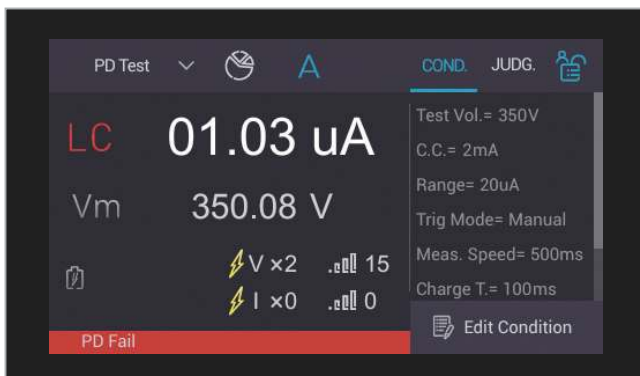 PD Test A COND. JUDG.
LC 01.03 uA
Vm 350.08 V
V ×2 15
I ×0 0
PD Fail
Test Vol.= 350V
C.C.= 2mA
Range= 20uA
Trig Mode= Manual
Meas. Speed= 500ms
Charge T.= 100ms
Edit Condition